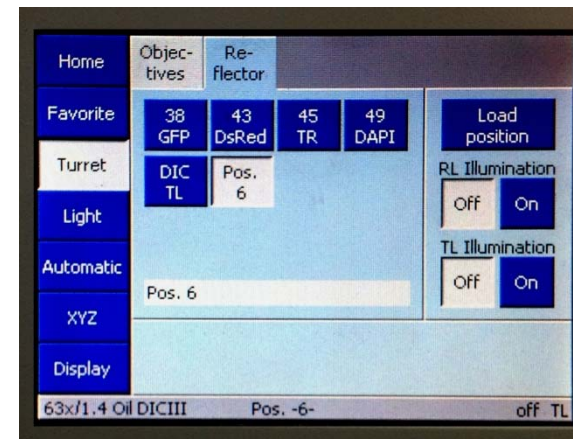 Home
Favorite
Turret
Light
Automatic
XYZ
Display
Objec-
tives
Re-
flector
38
GFP
43
DsRed
45
TR
49
DAPI
DIC
TL
Pos.
6
Pos. 6
Load
position
RL Illumination
Off On
TL Illumination
Off On
63x/1.4 Oil DICIII Pos. -6- off TL